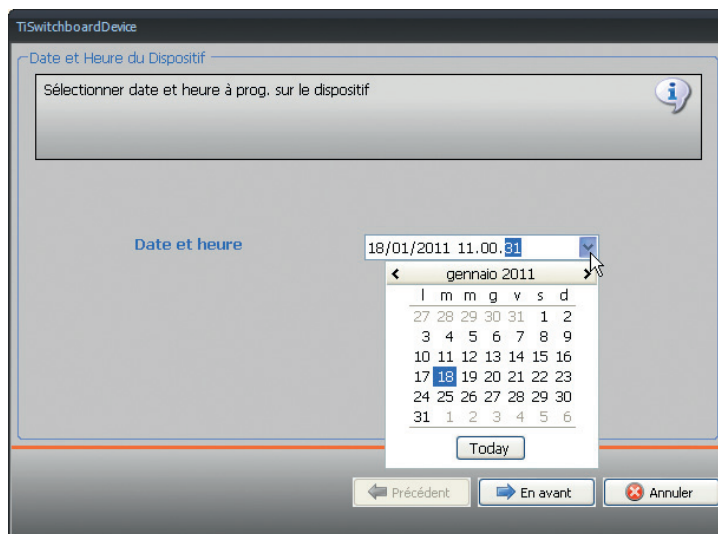 TiSwitchboardDevice
Date et Heure du Dispositif
Sélectionner date et heure à prog. sur le dispositif
Date et heure
18/01/2011 11.00.31
gennaio 2011
l m m g v s d
27 28 29 30 31 1 2
3 4 5 6 7 8 9
10 11 12 13 14 15 16
17 18 19 20 21 22 23
24 25 26 27 28 29 30
31 1 2 3 4 5 6
Today
Précédent
En avant
Annuler